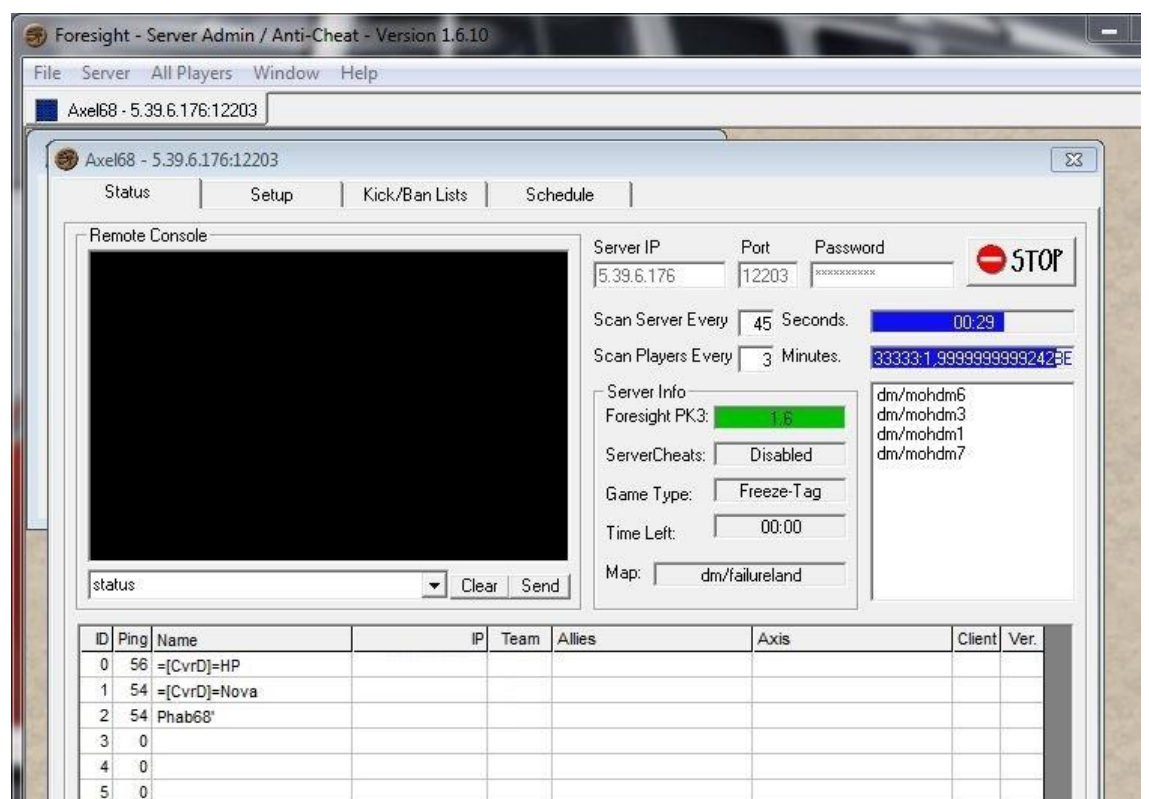 Foresight - Server Admin / Anti-Cheat - Version 1.6.10
File Server All Players Window Help
Axel68 - 5.39.6.176:12203
Axel68 - 5.39.6.176:12203
Status Setup Kick/Ban Lists Schedule
Remote Console
Server IP Port Password
5.39.6.176 12203 ××××××××××
STOP
Scan Server Every 45 Seconds. 00:29
Scan Players Every 3 Minutes. 33333:1,9999999999242BE
Server Info
Foresight PK3: 1.6
ServerCheats: Disabled
Game Type: Freeze-Tag
Time Left: 00:00
Map: dm/failureland
dm/mohdm6
dm/mohdm3
dm/mohdm1
dm/mohdm7
status Clear Send
ID Ping Name IP Team Allies Axis Client Ver.
0 56 =[CvrD]=HP
1 54 =[CvrD]=Nova
2 54 Phab68'
3 0
4 0
5 0